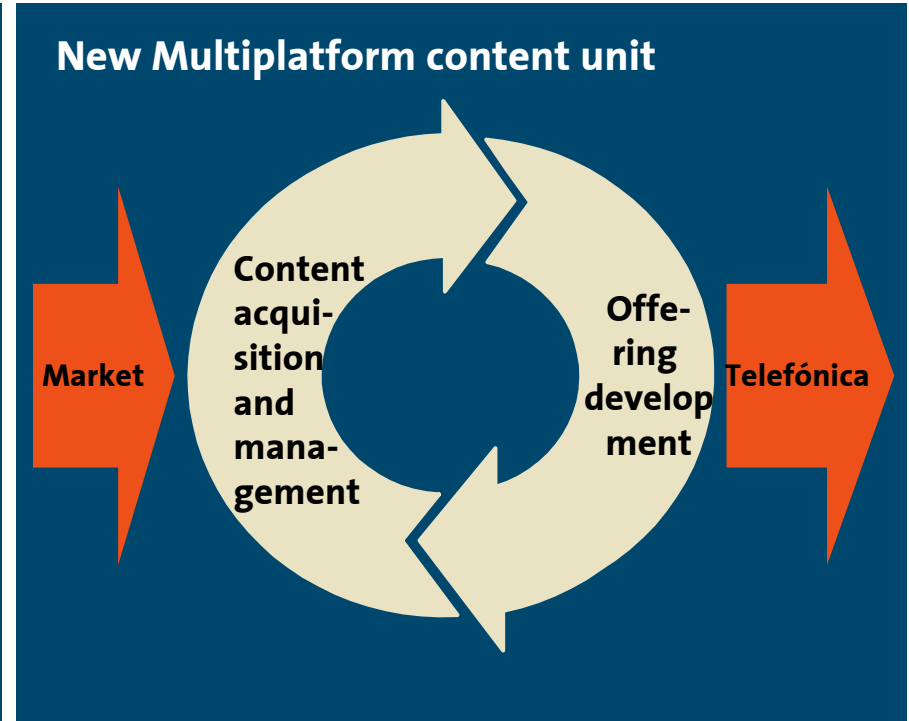 New Multiplatform content unit
Market
Content
acqui-
sition
and
mana-
gement
Offe-
ring
develop
ment
Telefónica